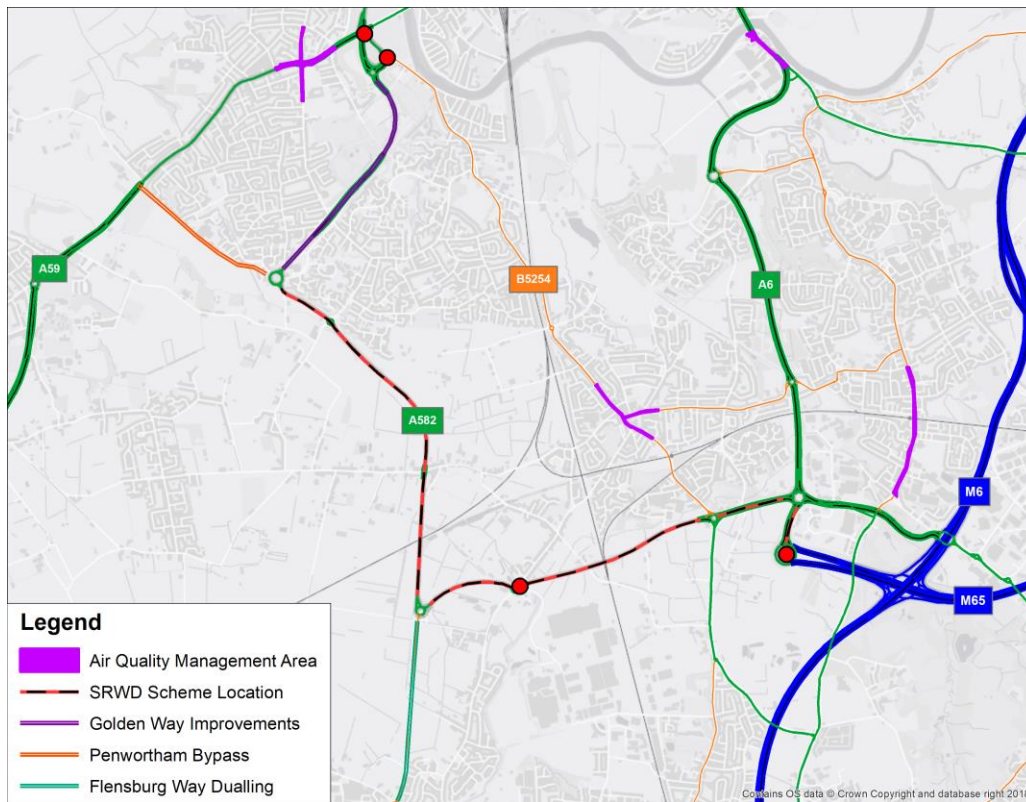 A59
B5254
A6
A582
M6
M65
Legend
Air Quality Management Area
SRWD Scheme Location
Golden Way Improvements
Penwortham Bypass
Flensburg Way Dualling
Contains OS data © Crown Copyright and database right 2018